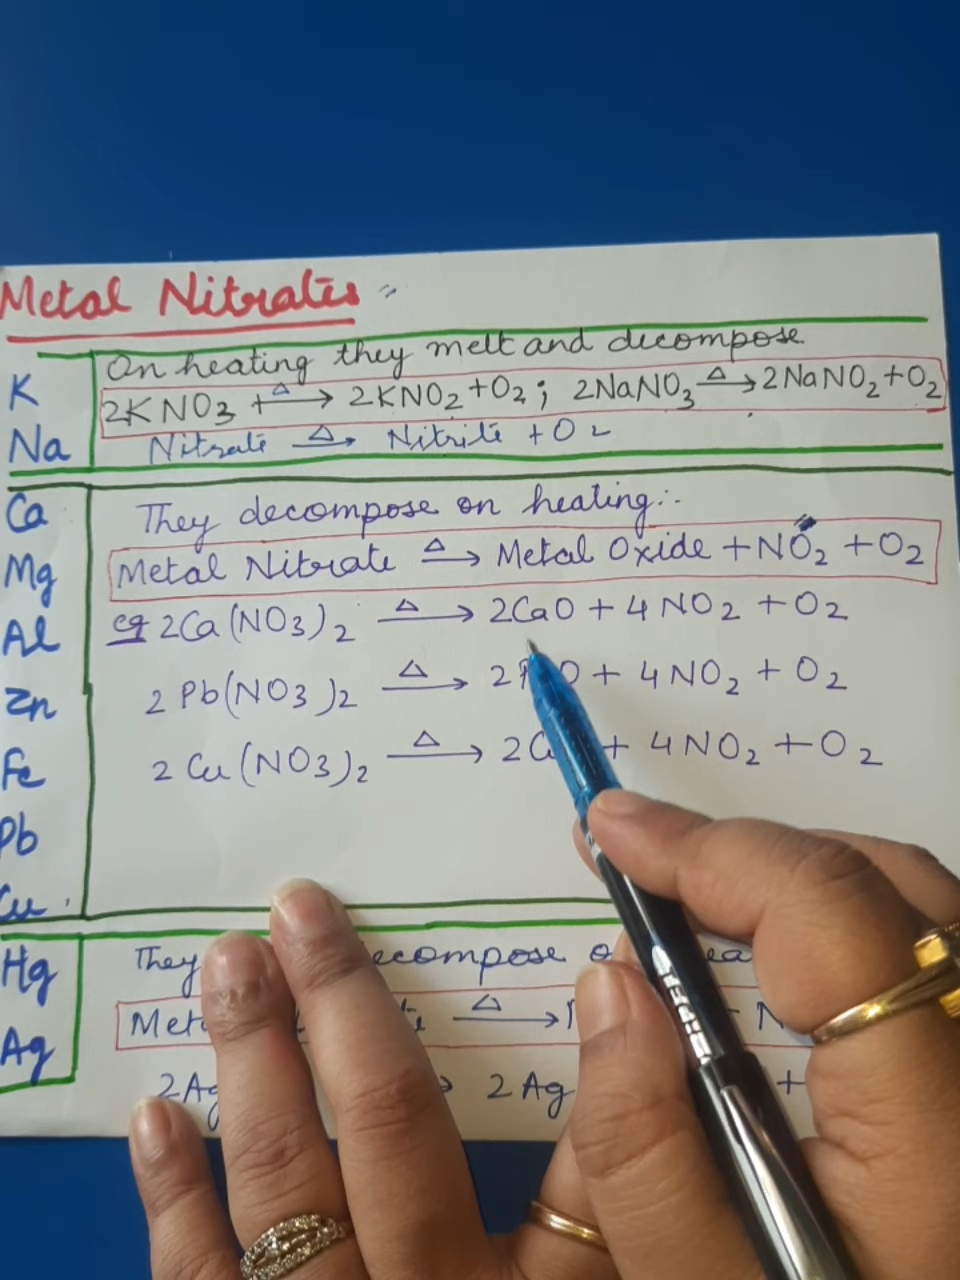 Metal Nitrates :-
K
On heating they melt and decompose
2KNO3 +Δ→ 2KNO2 + O2 ; 2NaNO3 Δ→ 2NaNO2 + O2
Na
Nitrate Δ→ Nitrite + O2
Ca
They decompose on heating :-
Mg
Metal Nitrate Δ→ Metal Oxide + NO2 + O2
Al
eg 2Ca(NO3)2 Δ→ 2CaO + 4NO2 + O2
Zn
2Pb(NO3)2 Δ→ 2 O + 4NO2 + O2
Fe
2Cu(NO3)2 Δ→ 2C + 4NO2 + O2
Pb
Cu
Hg
They ecompose
Ag
Met Δ→ N
2Ag → 2Ag +